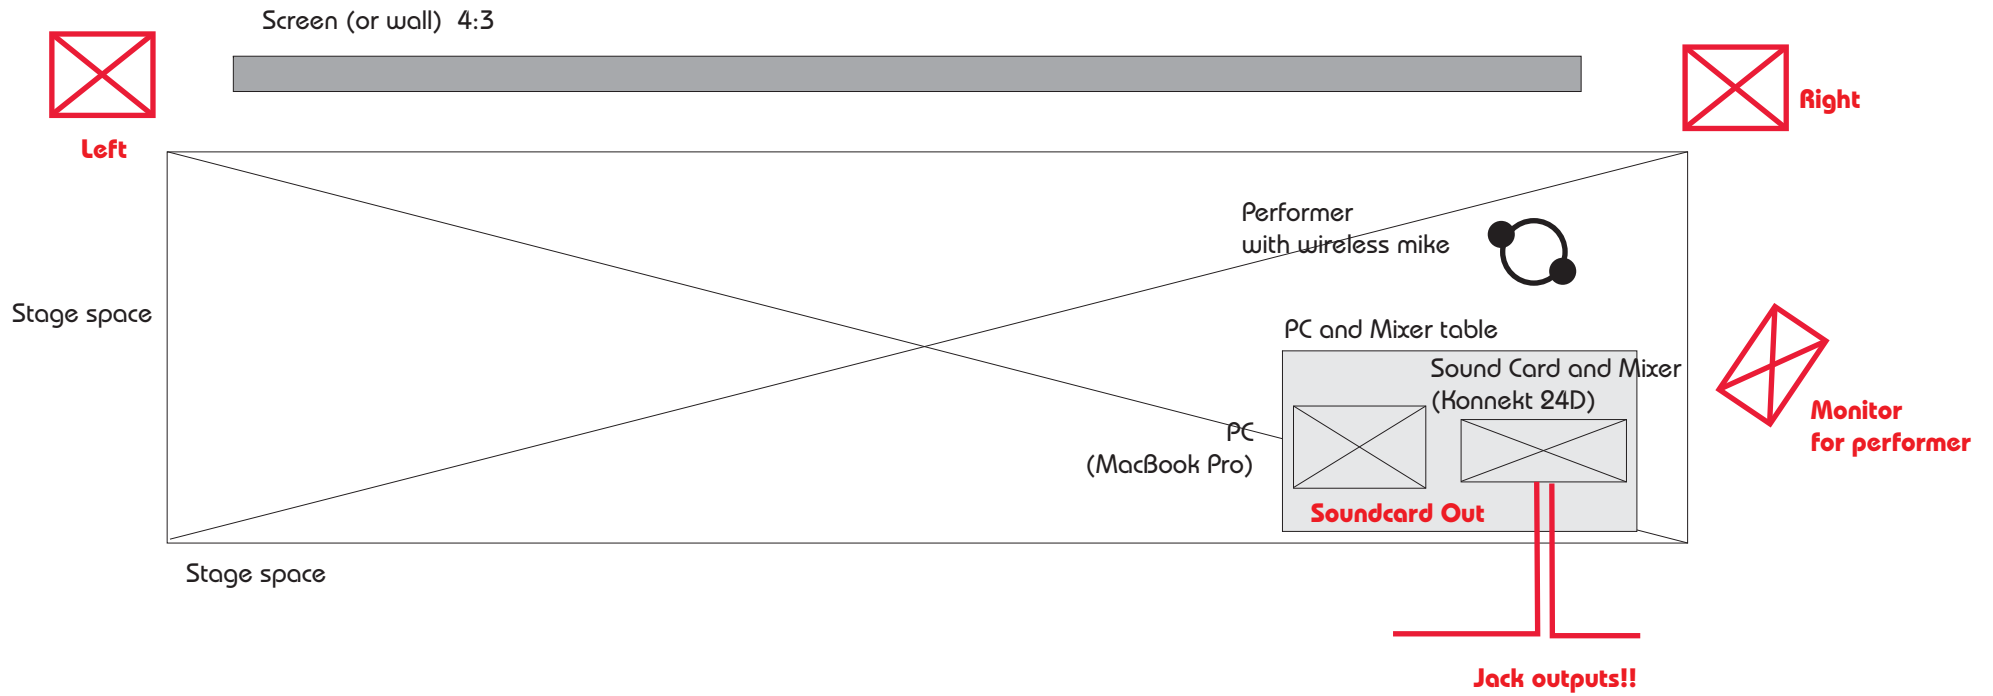 Screen (or wall)  4:3
Right
Left
Performer
with wireless mike
Stage space
PC and Mixer table
Sound Card and Mixer
(Konnekt 24D)
Monitor
for performer
PC
(MacBook Pro)
Soundcard Out
Stage space
Jack outputs!!